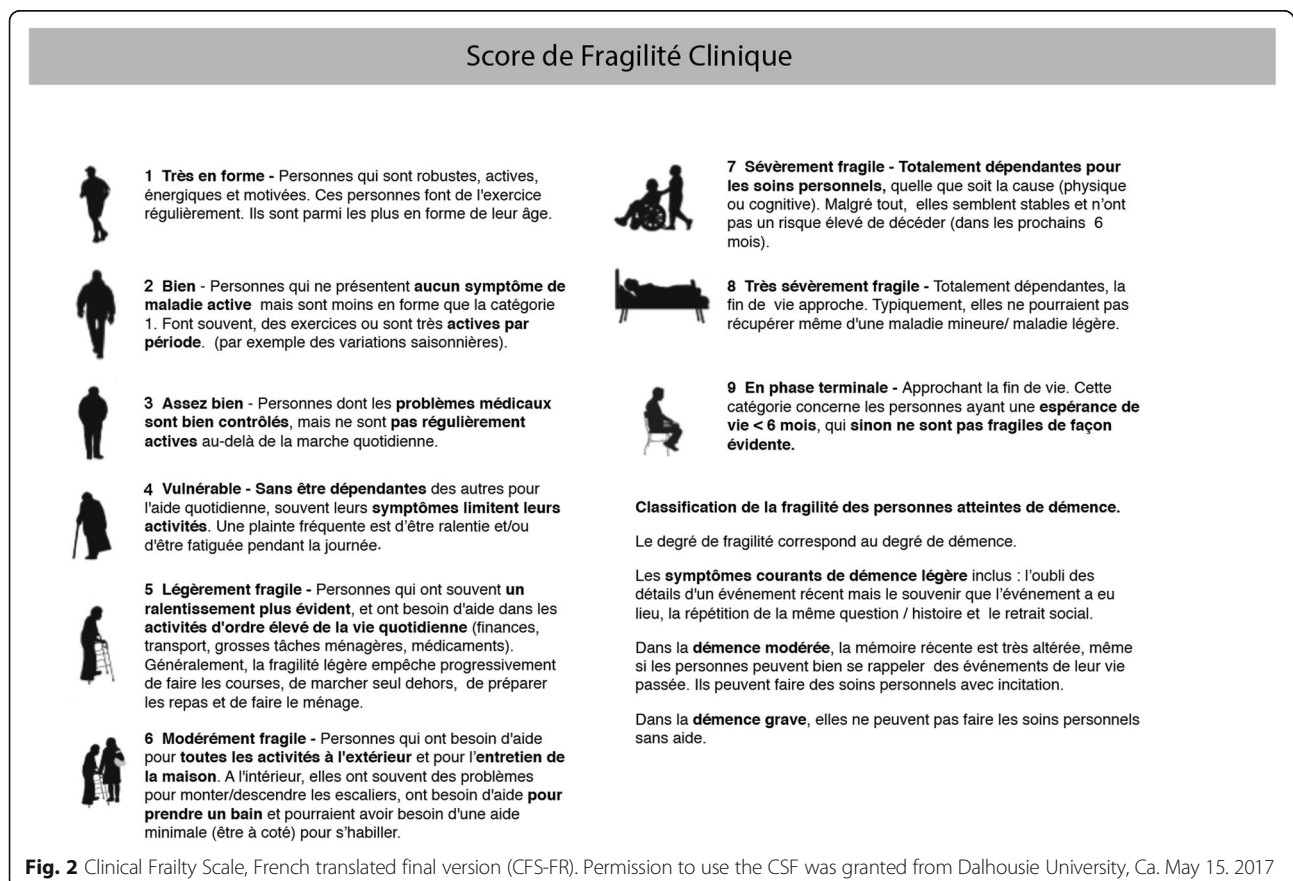 Score de Fragilité Clinique
1 Très en forme - Personnes qui sont robustes, actives,
énergiques et motivées. Ces personnes font de l'exercice
régulièrement. Ils sont parmi les plus en forme de leur âge.
2 Bien - Personnes qui ne présentent aucun symptôme de
maladie active mais sont moins en forme que la catégorie
1. Font souvent, des exercices ou sont très actives par
période. (par exemple des variations saisonnières).
3 Assez bien - Personnes dont les problèmes médicaux
sont bien contrôlés, mais ne sont pas régulièrement
actives au-delà de la marche quotidienne.
4 Vulnérable - Sans être dépendantes des autres pour
l'aide quotidienne, souvent leurs symptômes limitent leurs
activités. Une plainte fréquente est d'être ralentie et/ou
d'être fatiguée pendant la journée.
5 Légèrement fragile - Personnes qui ont souvent un
ralentissement plus évident, et ont besoin d'aide dans les
activités d'ordre élevé de la vie quotidienne (finances,
transport, grosses tâches ménagères, médicaments).
Généralement, la fragilité légère empêche progressivement
de faire les courses, de marcher seul dehors, de préparer
les repas et de faire le ménage.
6 Modérément fragile - Personnes qui ont besoin d'aide
pour toutes les activités à l'extérieur et pour l'entretien de
la maison. A l'intérieur, elles ont souvent des problèmes
pour monter/descendre les escaliers, ont besoin d'aide pour
prendre un bain et pourraient avoir besoin d'une aide
minimale (être à coté) pour s'habiller.
7 Sévèrement fragile - Totalement dépendantes pour
les soins personnels, quelle que soit la cause (physique
ou cognitive). Malgré tout, elles semblent stables et n'ont
pas un risque élevé de décéder (dans les prochains 6
mois).
8 Très sévèrement fragile - Totalement dépendantes, la
fin de vie approche. Typiquement, elles ne pourraient pas
récupérer même d'une maladie mineure/ maladie légère.
9 En phase terminale - Approchant la fin de vie. Cette
catégorie concerne les personnes ayant une espérance de
vie < 6 mois, qui sinon ne sont pas fragiles de façon
évidente.
Classification de la fragilité des personnes atteintes de démence.
Le degré de fragilité correspond au degré de démence.
Les symptômes courants de démence légère inclus : l'oubli des
détails d'un événement récent mais le souvenir que l'événement a eu
lieu, la répétition de la même question / histoire et le retrait social.
Dans la démence modérée, la mémoire récente est très altérée, même
si les personnes peuvent bien se rappeler des événements de leur vie
passée. Ils peuvent faire des soins personnels avec incitation.
Dans la démence grave, elles ne peuvent pas faire les soins personnels
sans aide.
Fig. 2 Clinical Frailty Scale, French translated final version (CFS-FR). Permission to use the CSF was granted from Dalhousie University, Ca. May 15. 2017